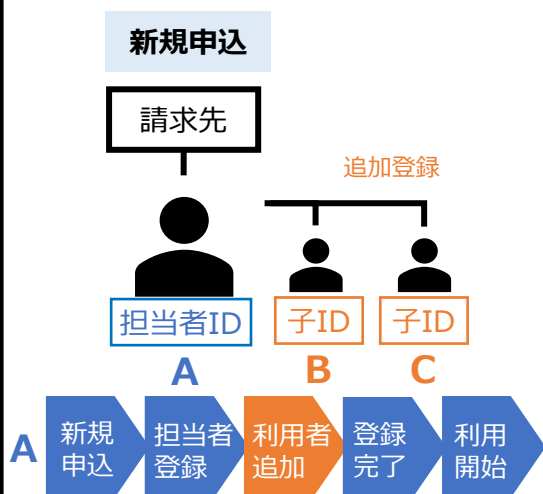 新規申込
請求先
追加登録
担当者ID
子ID
子ID
A
B
C
A
新規
申込
担当者
登録
利用者
追加
登録
完了
利用
開始